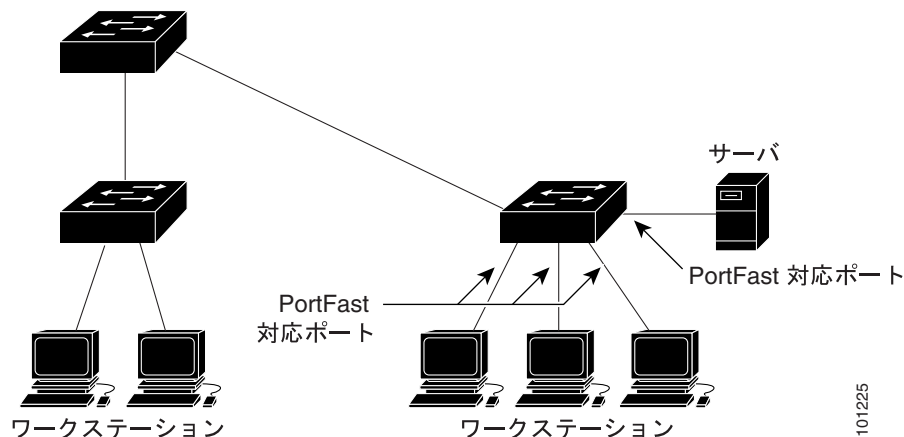 サーバ
PortFast 対応ポート
PortFast
対応ポート
ワークステーション
ワークステーション
101225